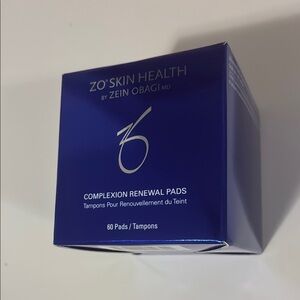 ZO® SKIN HEALTH
BY ZEIN OBAGI MD
COMPLEXION RENEWAL PADS
Tampons Pour Renouvellement du Teint
60 Pads / Tampons